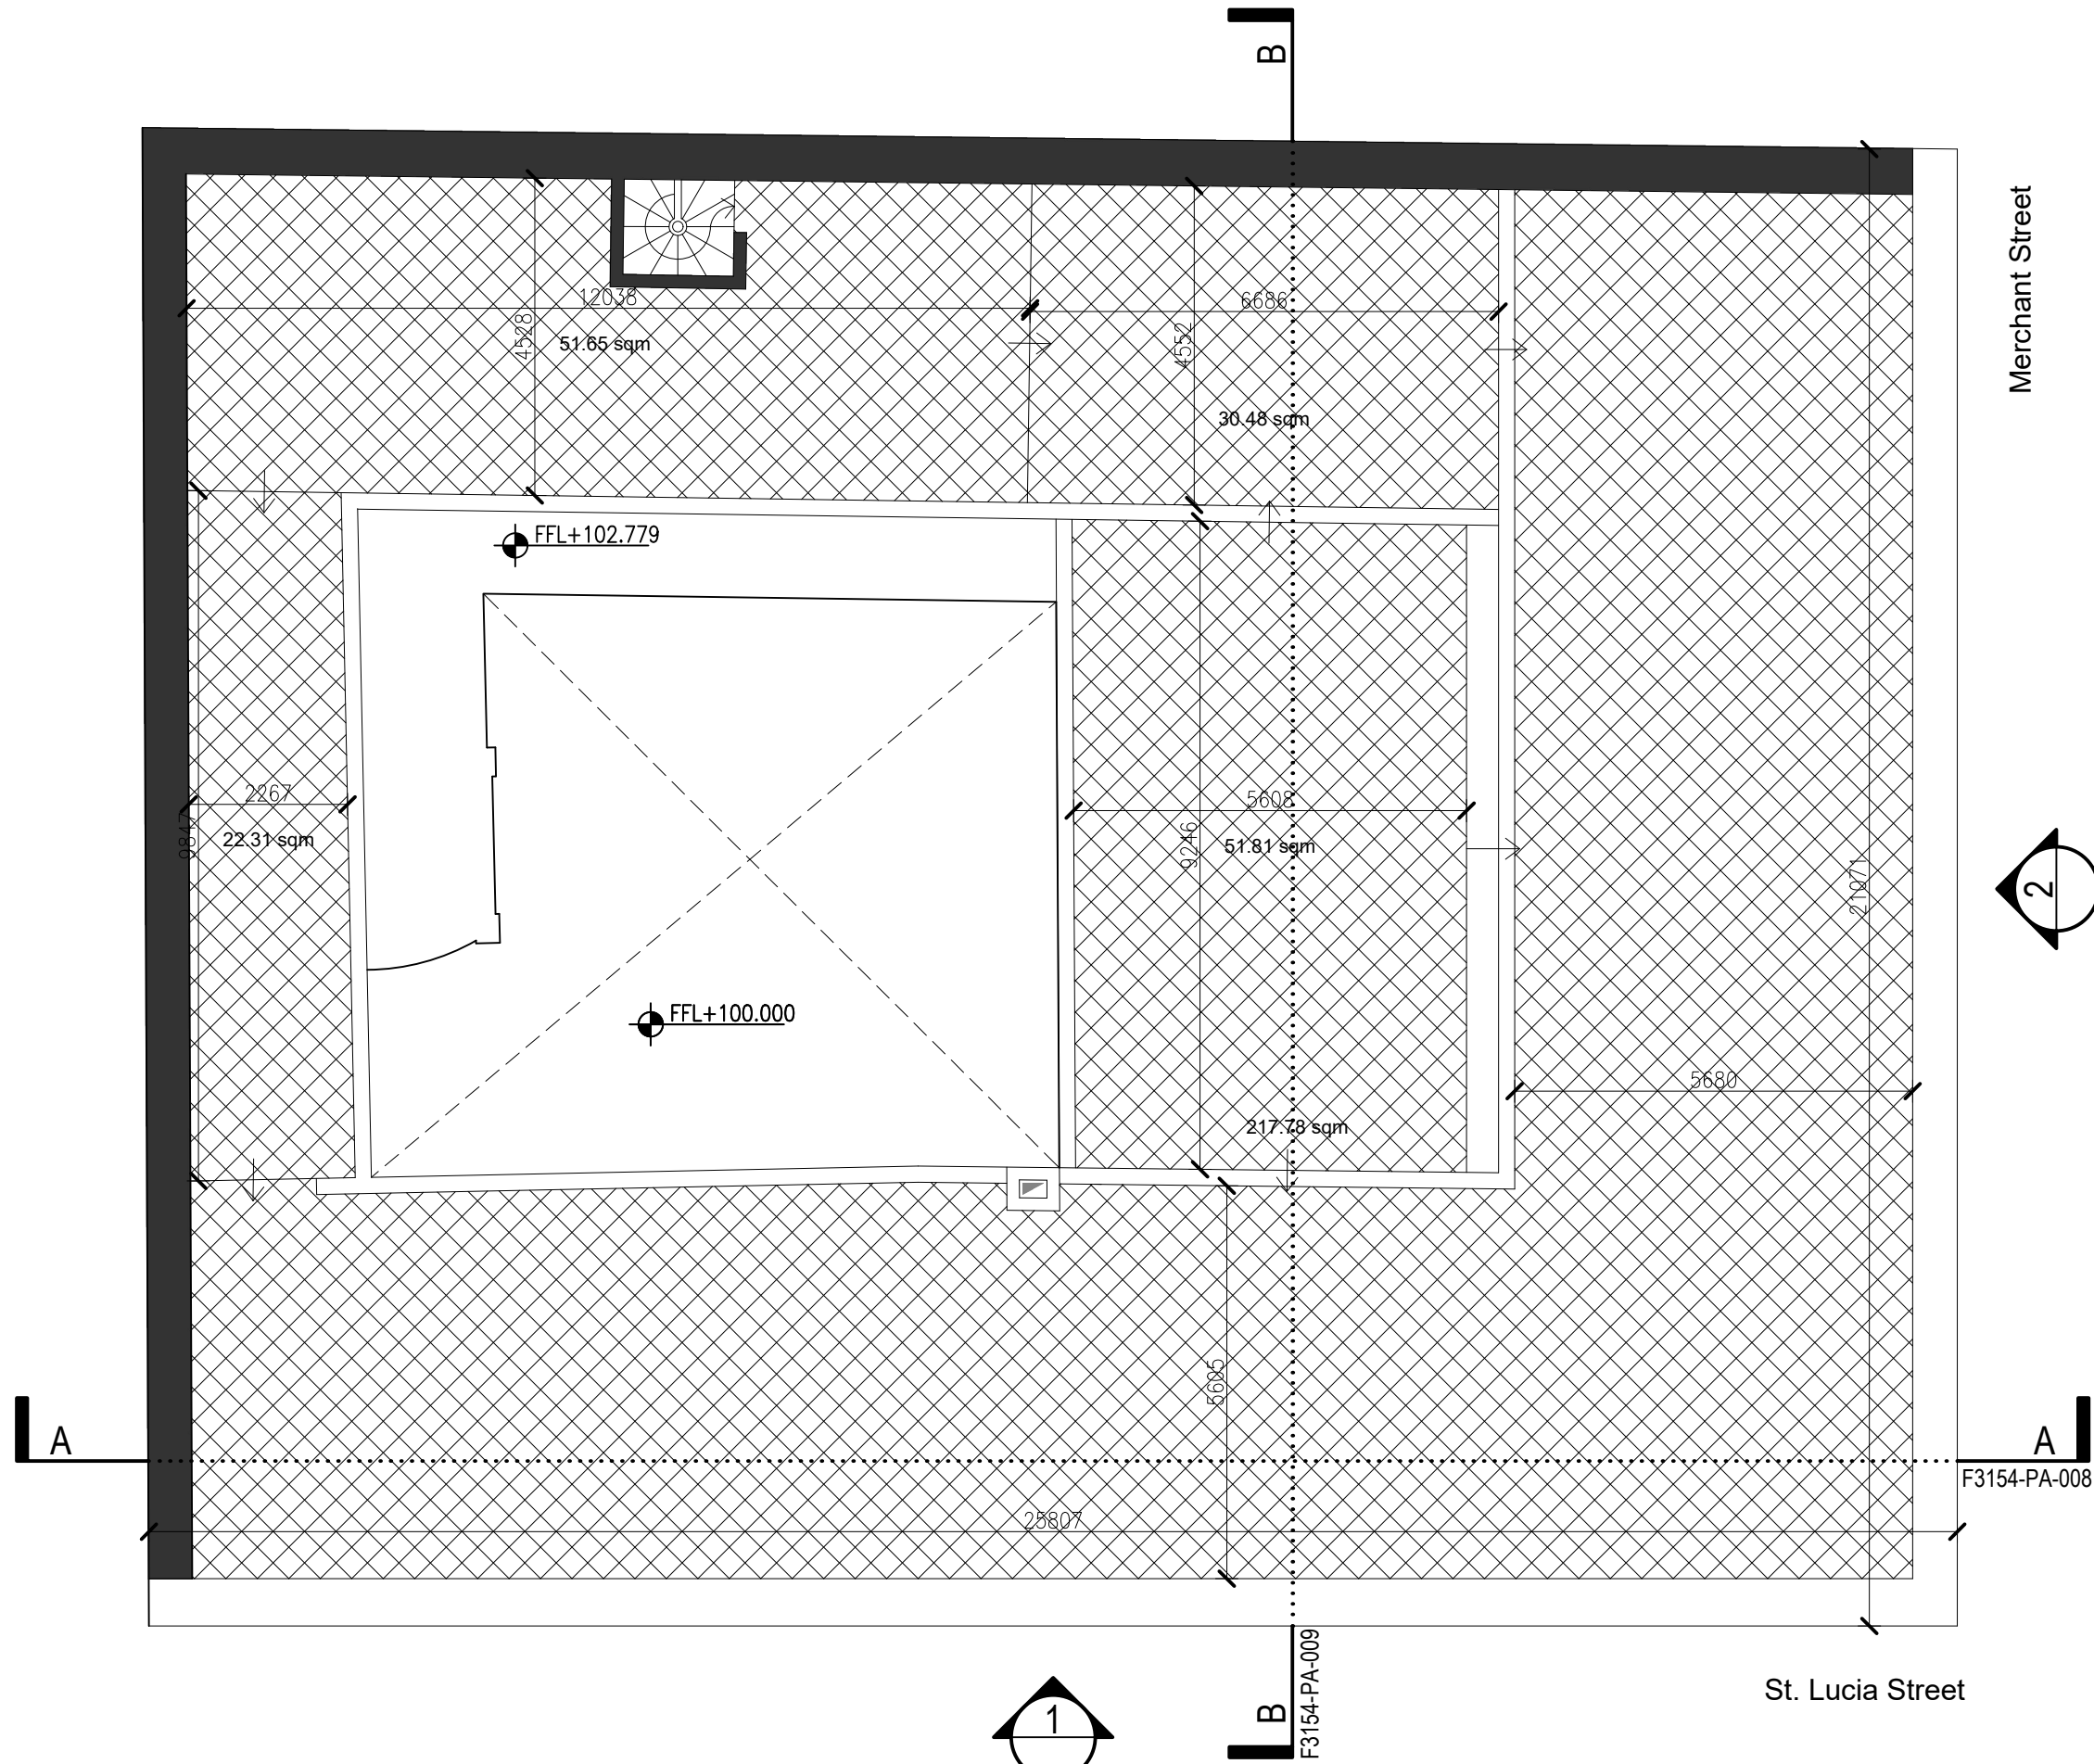 B
Merchant Street
12038
6686
4528
51.65 sqm
4552
30.48 sqm
FFL+102.779
2267
9847
22.31 sqm
5608
9246
51.81 sqm
21071
2
FFL+100.000
5680
217.78 sqm
5605
A
A
F3154-PA-008
25807
B
F3154-PA-009
St. Lucia Street
1